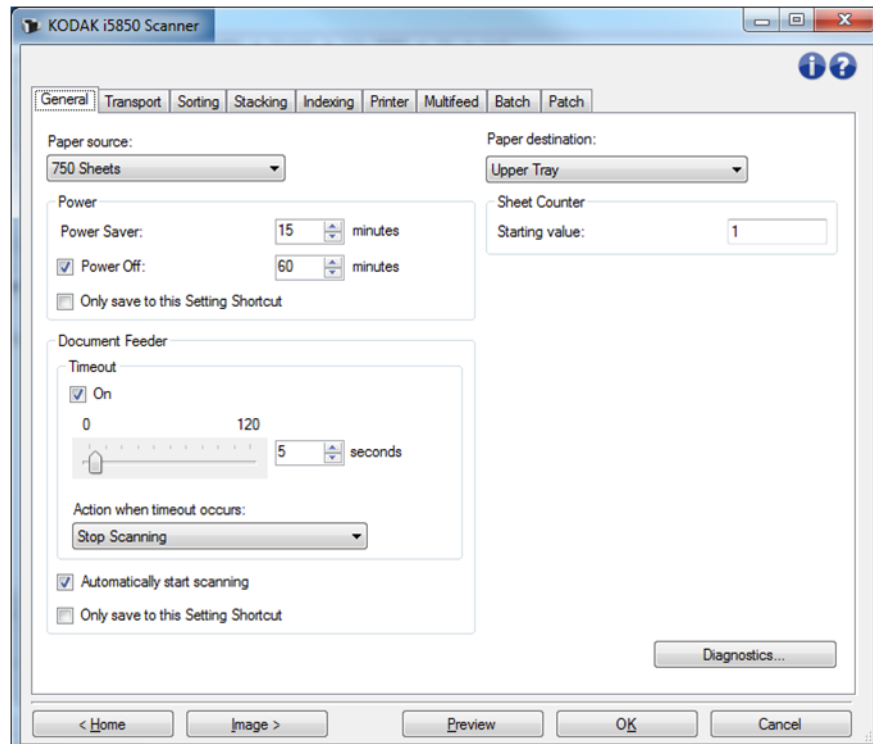 KODAK i5850 Scanner
General Transport Sorting Stacking Indexing Printer Multifeed Batch Patch
Paper source:
750 Sheets
Paper destination:
Upper Tray
Power
Power Saver: 15 minutes
Power Off: 60 minutes
Only save to this Setting Shortcut
Sheet Counter
Starting value: 1
Document Feeder
Timeout
On
0 120
5 seconds
Action when timeout occurs:
Stop Scanning
Automatically start scanning
Only save to this Setting Shortcut
Diagnostics...
< Home Image > Preview OK Cancel